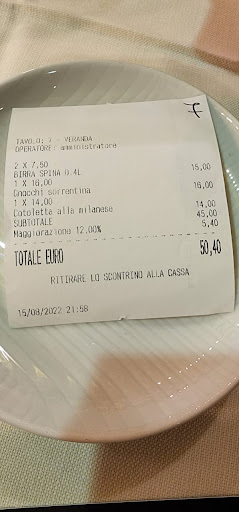 7
TAVOLO: 7 - VERANDA
OPERATORE: amministratore
2 X 7,50
BIRRA SPINA 0.4L 15,00
1 X 16,00
Gnocchi sorrentina 16,00
1 X 14,00
Cotoletta alla milanese 14,00
SUBTOTALE 45,00
Maggiorazione 12,00% 5,40
TOTALE EURO 50,40
RITIRARE LO SCONTRINO ALLA CASSA
15/08/2022 21:58